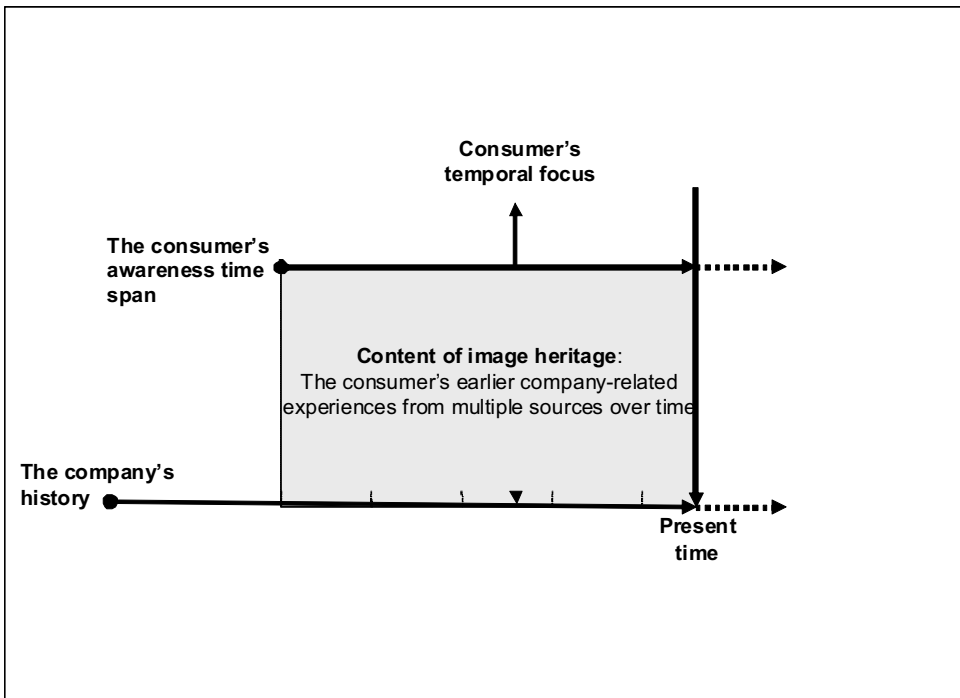 Consumer’s
temporal focus
The consumer’s
awareness time
span
Content of image heritage:
The consumer’s earlier company-related
experiences from multiple sources over time
The company’s
history
Present
time